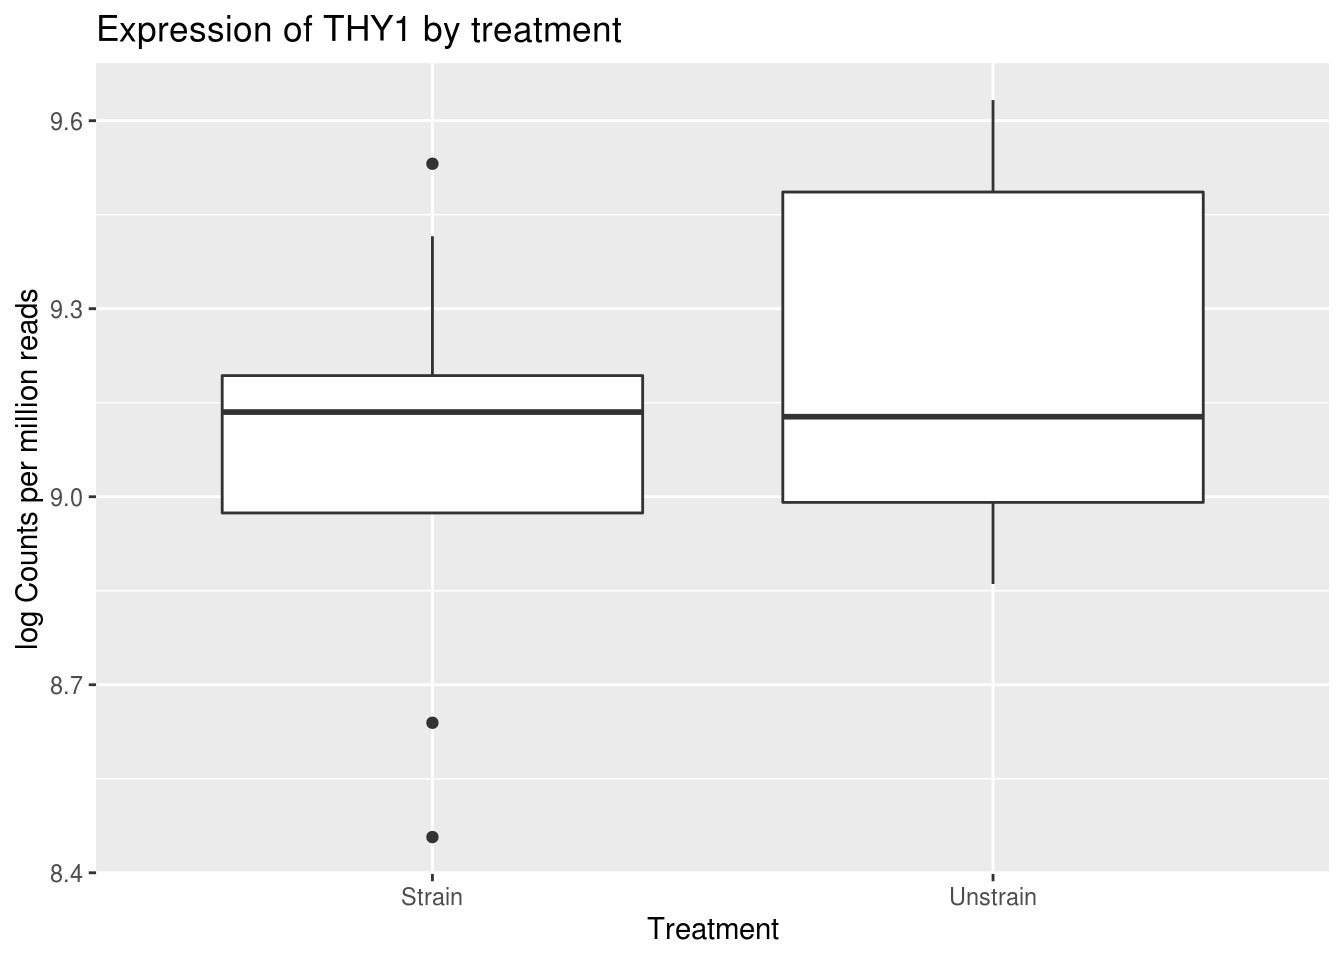 Expression of THY1 by treatment
log Counts per million reads
9.6
9.3
9.0
8.7
8.4
Strain
Unstrain
Treatment